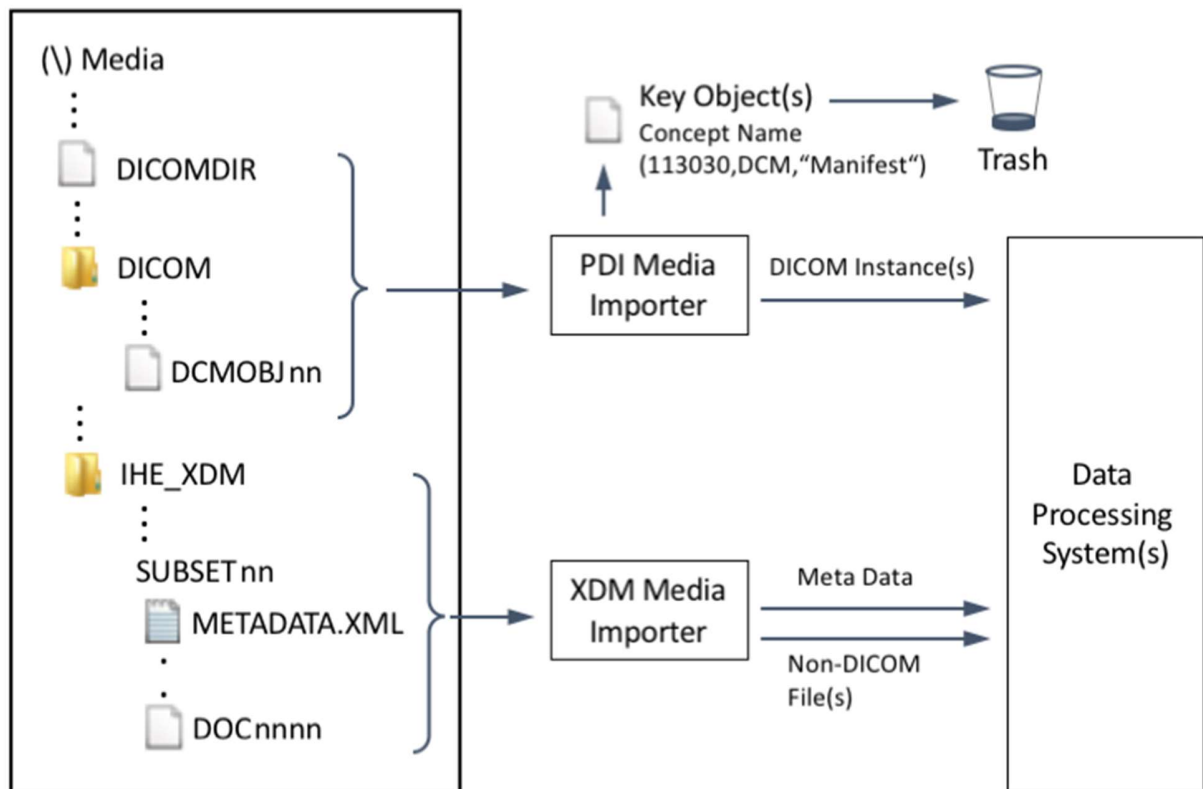 (\) Media
DICOMDIR
DICOM
DCMOBJnn
IHE_XDM
SUBSETnn
METADATA.XML
DOCnnnn
Key Object(s)
Concept Name
(113030,DCM,“Manifest“)
Trash
PDI Media
Importer
DICOM Instance(s)
XDM Media
Importer
Meta Data
Non-DICOM
File(s)
Data
Processing
System(s)